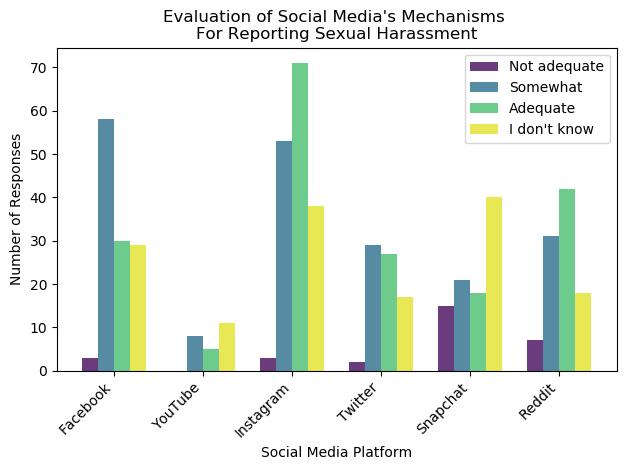 Evaluation of Social Media's Mechanisms
For Reporting Sexual Harassment
Not adequate
Somewhat
Adequate
I don't know
Number of Responses
70
60
50
40
30
20
10
0
Facebook
YouTube
Instagram
Twitter
Snapchat
Reddit
Social Media Platform